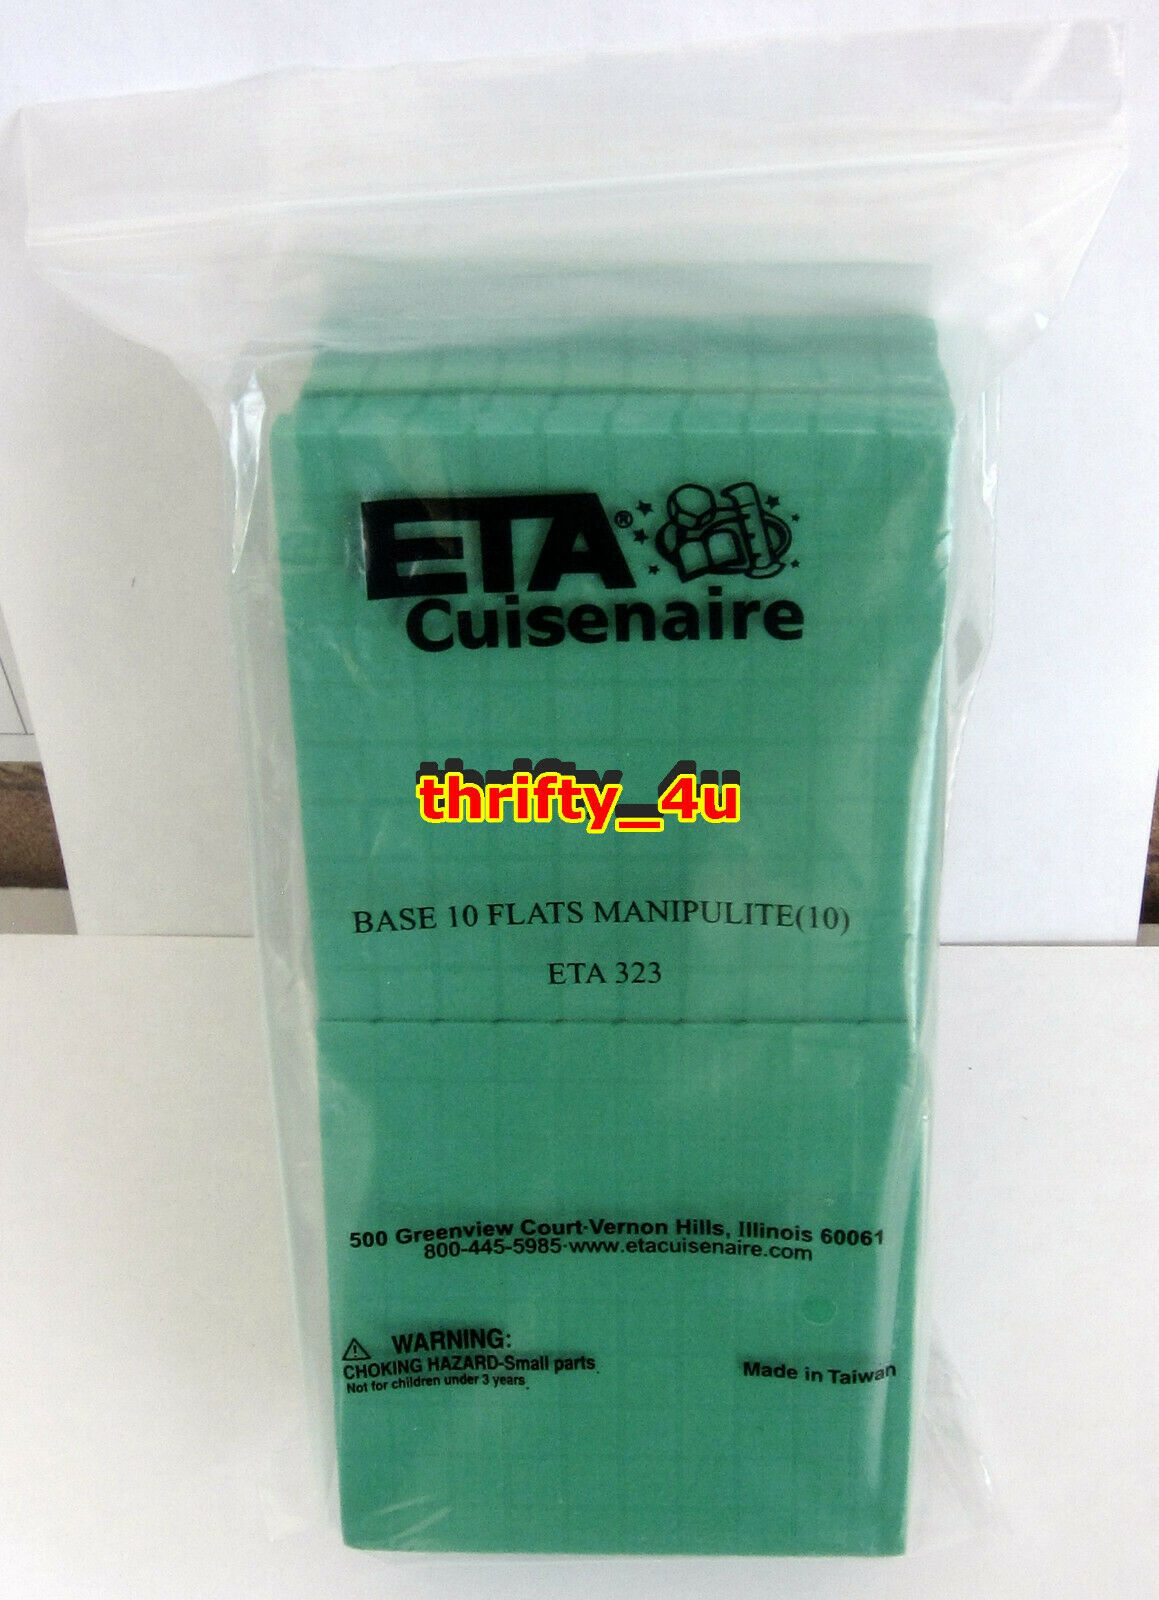 ETA®
Cuisenaire
thrifty_4u
BASE 10 FLATS MANIPULITE(10)
ETA 323
500 Greenview Court-Vernon Hills, Illinois 60061
800-445-5985-www.etacuisenaire.com
WARNING:
CHOKING HAZARD-Small parts.
Not for children under 3 years.
Made in Taiwan